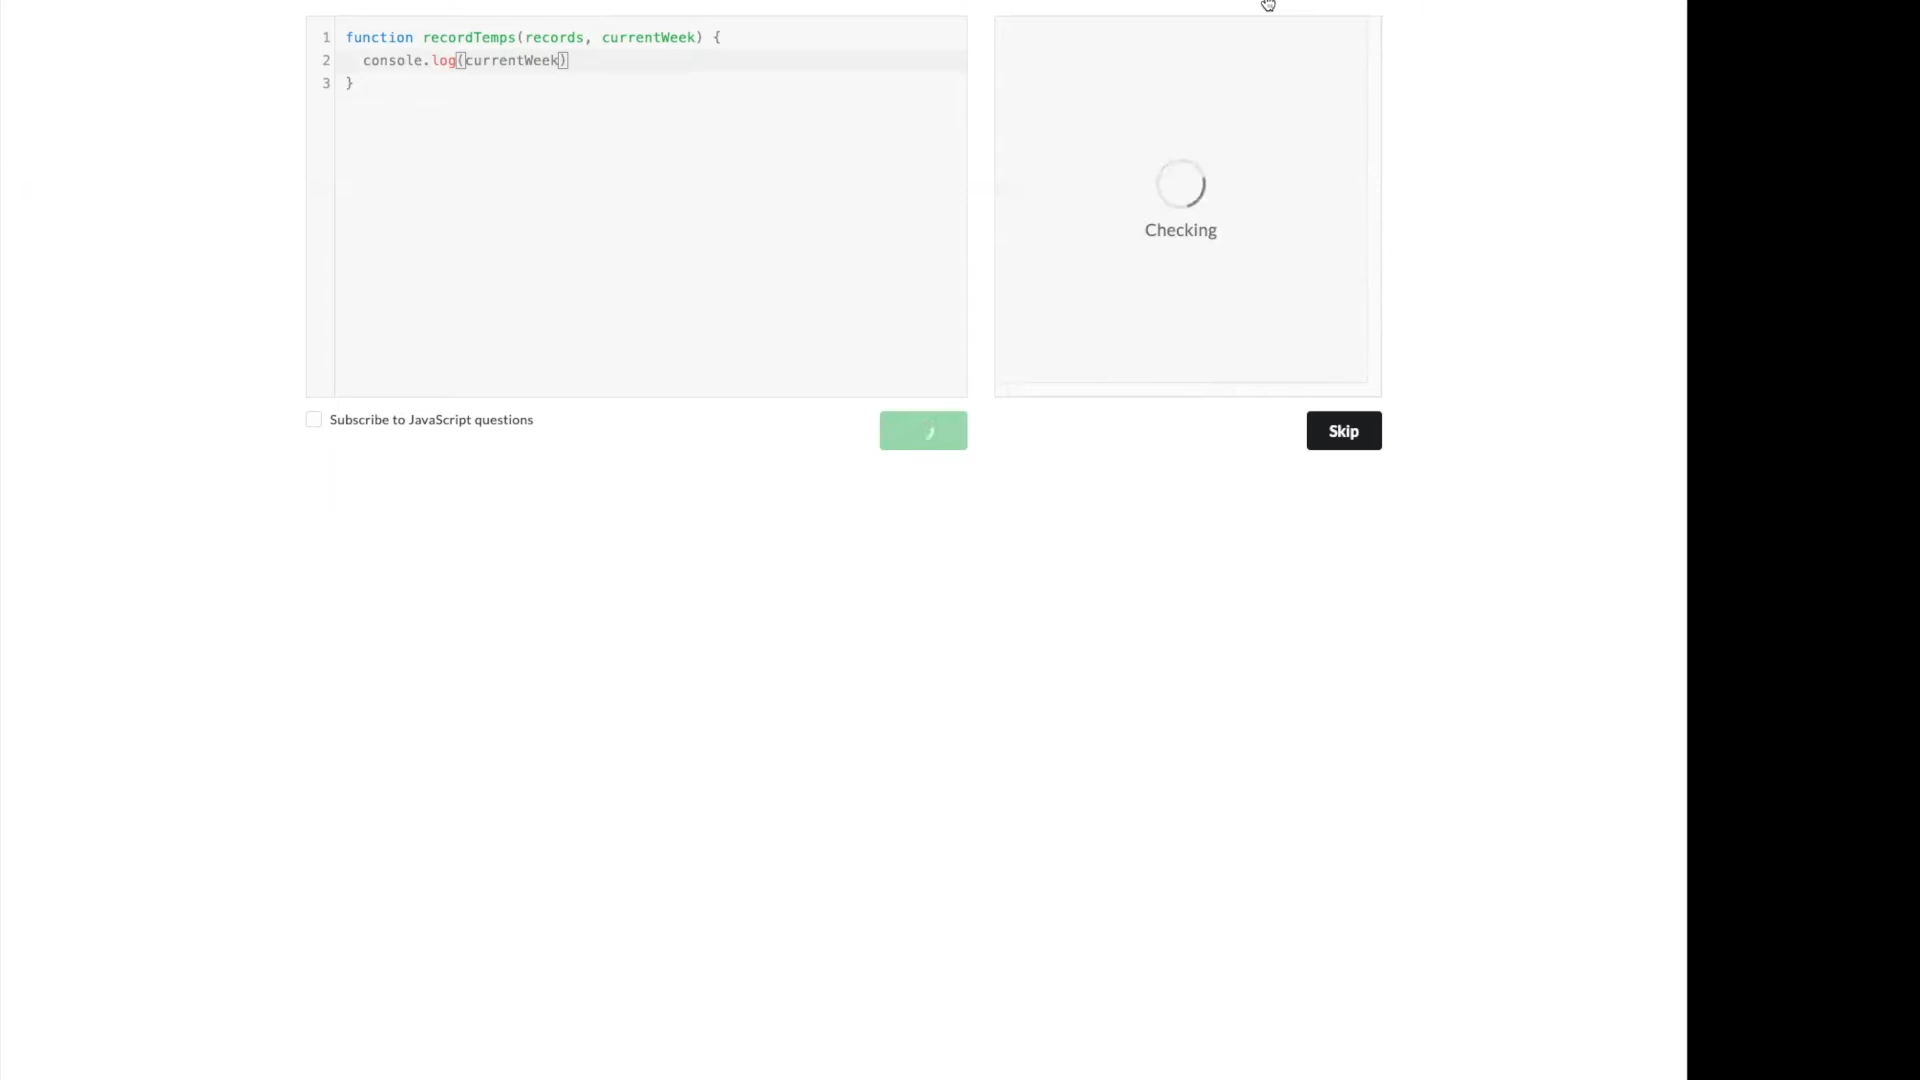 1 function recordTemps(records, currentWeek) {
2 console.log(currentWeek)
3 }
Checking
Subscribe to JavaScript questions
Skip